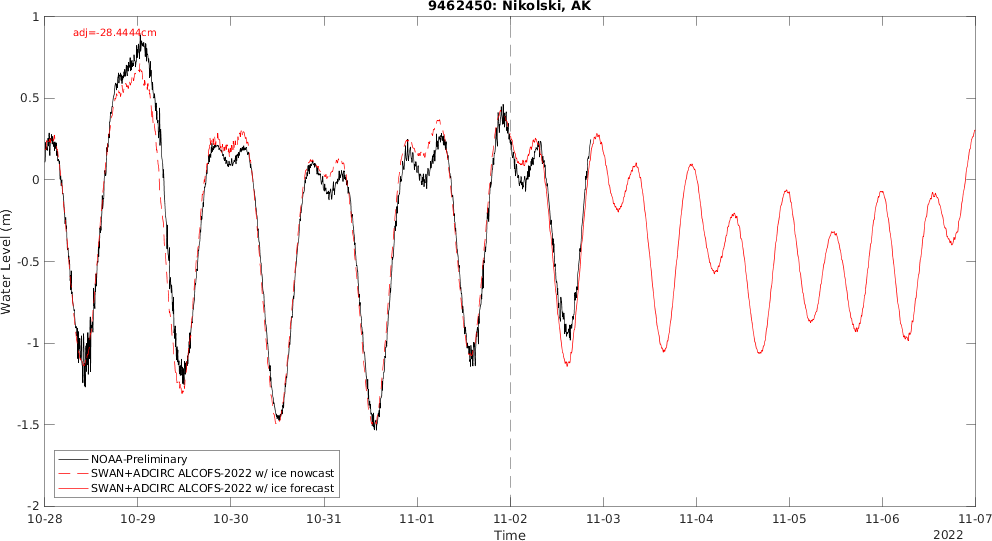 9462450: Nikolski, AK
adj=-28.4444cm
1
0.5
0
-0.5
-1
-1.5
-2
Water Level (m)
NOAA-Preliminary
SWAN+ADCIRC ALCOFS-2022 w/ ice nowcast
SWAN+ADCIRC ALCOFS-2022 w/ ice forecast
10-28 10-29 10-30 10-31 11-01 11-02 11-03 11-04 11-05 11-06 11-07
Time
2022